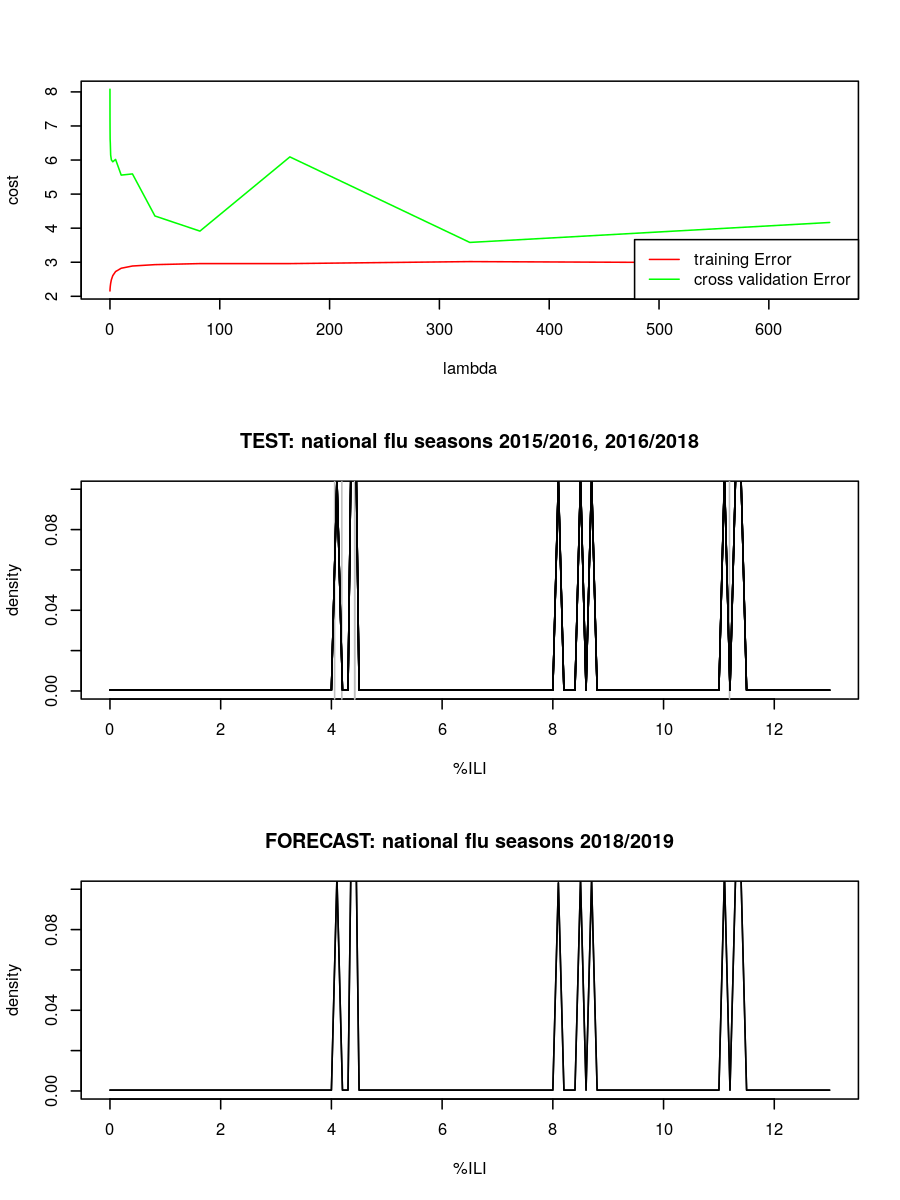 8
7
6
5
4
3
2
cost
training Error
cross validation Error
0 100 200 300 400 500 600
lambda
TEST: national flu seasons 2015/2016, 2016/2018
0.08
0.04
0.00
density
0 2 4 6 8 10 12
%ILI
FORECAST: national flu seasons 2018/2019
0.08
0.04
0.00
density
0 2 4 6 8 10 12
%ILI